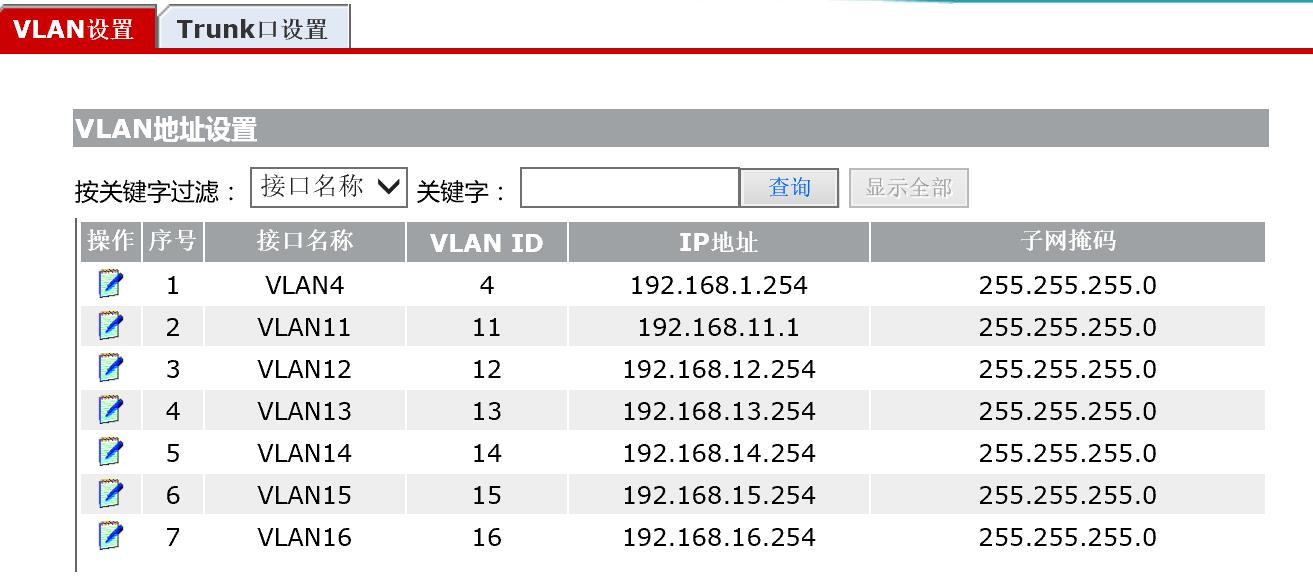 VLAN设置 Trunk口设置
VLAN地址设置
按关键字过滤： 接口名称 关键字： 查询 显示全部
操作 序号 接口名称 VLAN ID IP地址 子网掩码
1 VLAN4 4 192.168.1.254 255.255.255.0
2 VLAN11 11 192.168.11.1 255.255.255.0
3 VLAN12 12 192.168.12.254 255.255.255.0
4 VLAN13 13 192.168.13.254 255.255.255.0
5 VLAN14 14 192.168.14.254 255.255.255.0
6 VLAN15 15 192.168.15.254 255.255.255.0
7 VLAN16 16 192.168.16.254 255.255.255.0